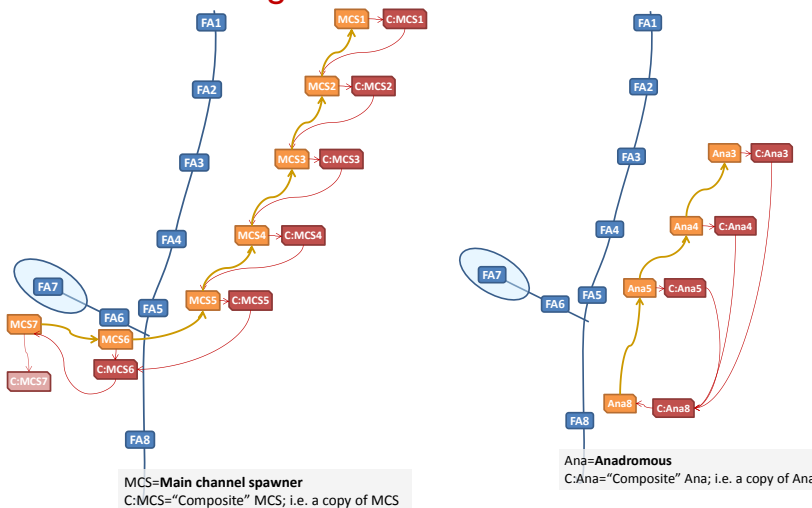 FA1
MCS1
C:MCS1
FA2
MCS2
C:MCS2
FA3
MCS3
C:MCS3
FA4
MCS4
C:MCS4
FA7
FA5
MCS5
C:MCS5
FA6
MCS7
MCS6
C:MCS6
C:MCS7
FA8
MCS=Main channel spawner
C:MCS="Composite" MCS; i.e. a copy of MCS
FA1
FA2
FA3
Ana3
C:Ana3
FA4
Ana4
C:Ana4
FA7
FA5
Ana5
C:Ana5
FA6
Ana8
C:Ana8
FA8
Ana=Anadromous
C:Ana="Composite" Ana; i.e. a copy of Ana